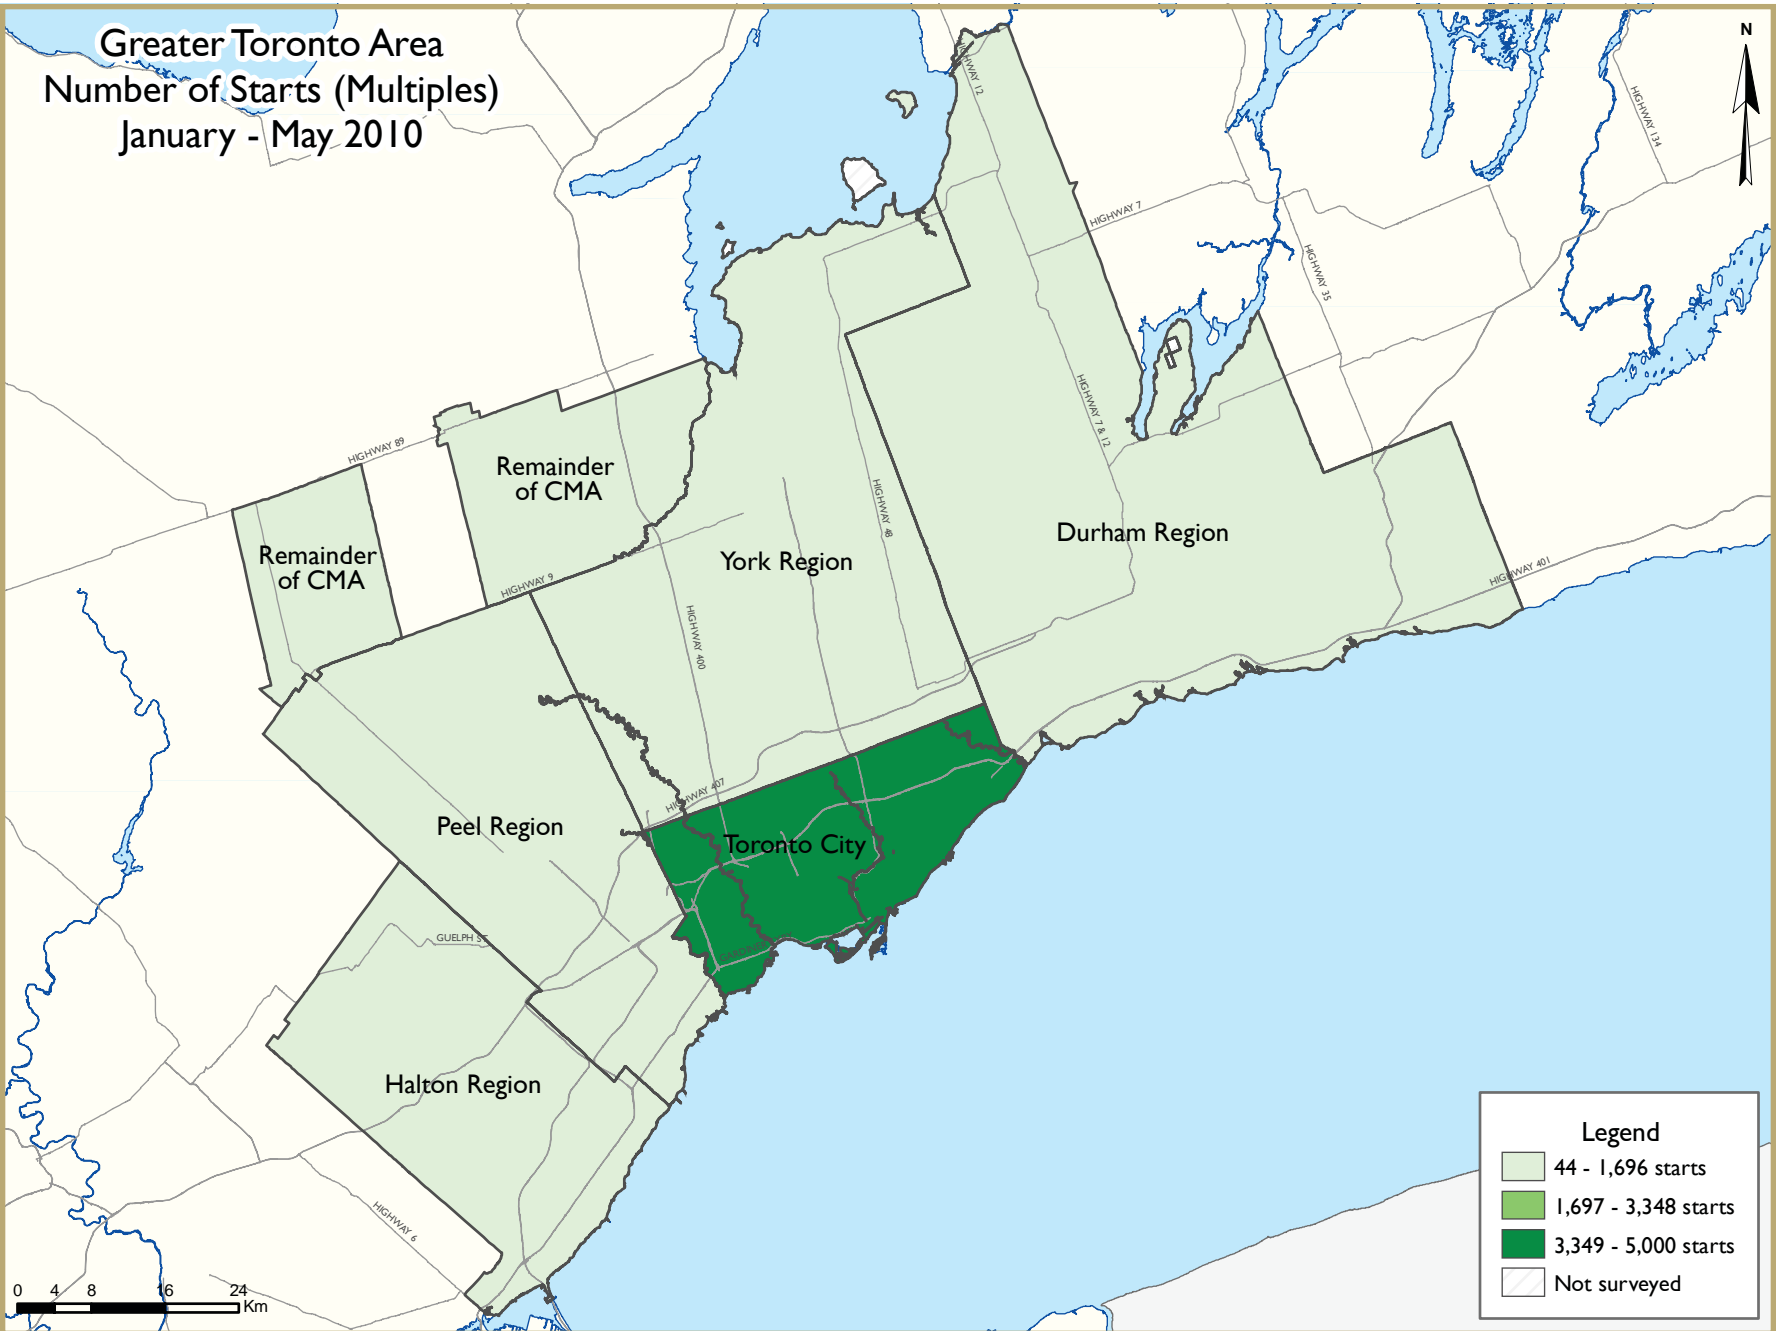 Greater Toronto Area
Number of Starts (Multiples)
January - May 2010
N
HIGHWAY 12
HIGHWAY 134
HIGHWAY 7
HIGHWAY 35
HIGHWAY 7 & 12
HIGHWAY 89
Remainder
of CMA
HIGHWAY 48
Remainder
of CMA
York Region
Durham Region
HIGHWAY 9
HIGHWAY 401
HIGHWAY 400
HIGHWAY 407
Peel Region
Toronto City
GUELPH ST
Halton Region
HIGHWAY 6
Legend
44 - 1,696 starts
1,697 - 3,348 starts
3,349 - 5,000 starts
Not surveyed
0 4 8 16 24
Km